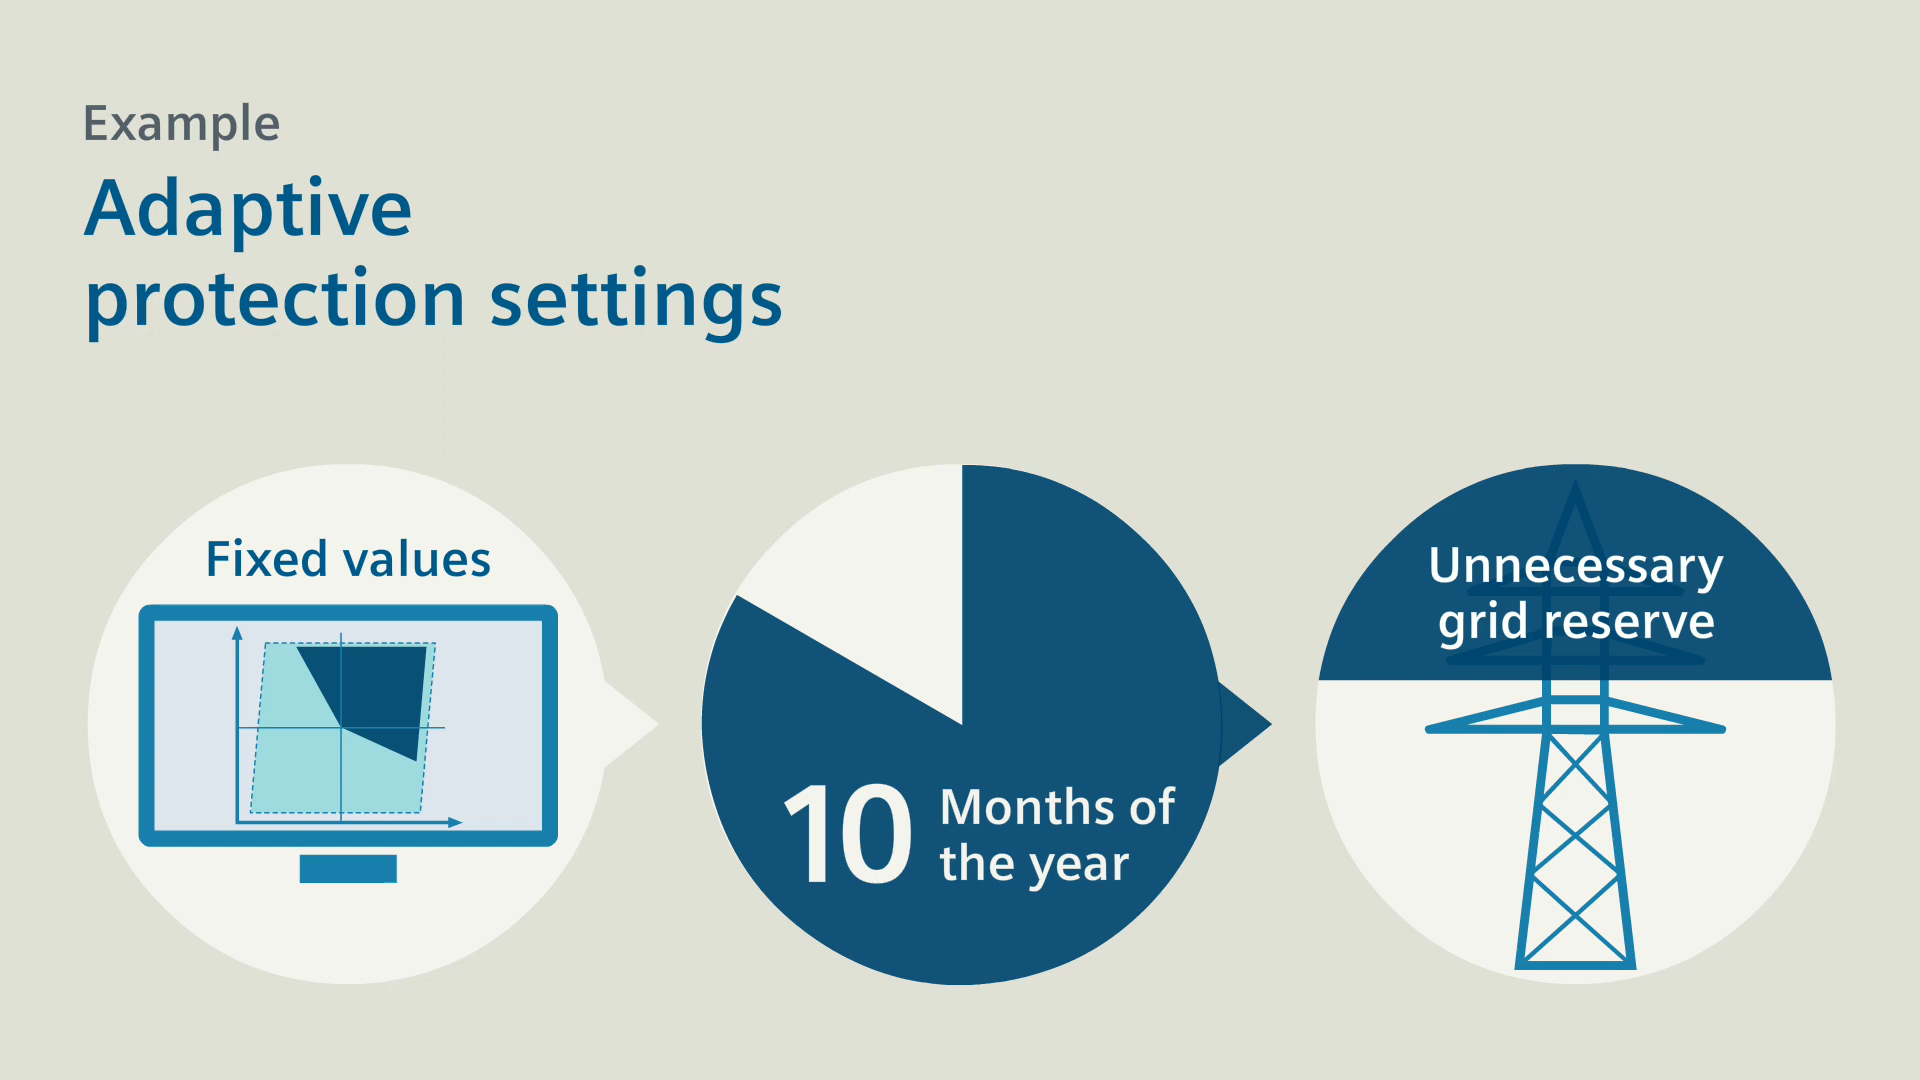 Example
Adaptive
protection settings
Fixed values
10 Months of
the year
Unnecessary
grid reserve